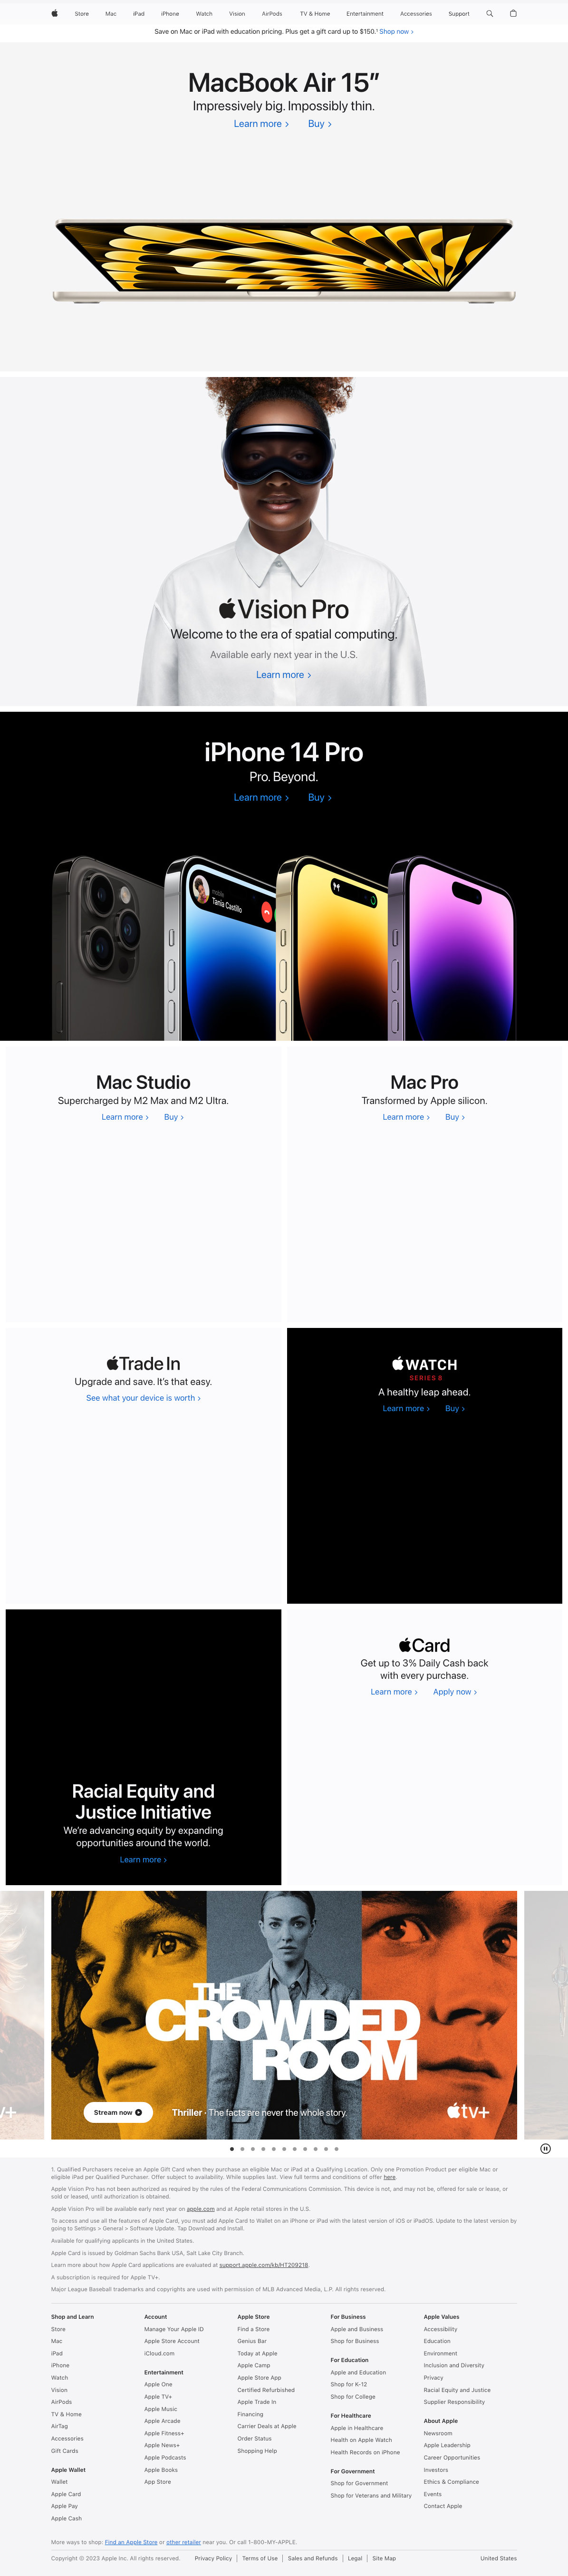 Store Mac iPad iPhone Watch Vision AirPods TV & Home Entertainment Accessories Support
Save on Mac or iPad with education pricing. Plus get a gift card up to $150.¹ Shop now >
MacBook Air 15”
Impressively big. Impossibly thin.
Learn more > Buy >
Vision Pro
Welcome to the era of spatial computing.
Available early next year in the U.S.
Learn more >
iPhone 14 Pro
Pro. Beyond.
Learn more > Buy >
mobile
Tania Castillo
Mac Studio
Supercharged by M2 Max and M2 Ultra.
Learn more > Buy >
Mac Pro
Transformed by Apple silicon.
Learn more > Buy >
Trade In
Upgrade and save. It’s that easy.
See what your device is worth >
WATCH
SERIES 8
A healthy leap ahead.
Learn more > Buy >
Racial Equity and
Justice Initiative
We’re advancing equity by expanding
opportunities around the world.
Learn more >
Card
Get up to 3% Daily Cash back
with every purchase.
Learn more > Apply now >
THE
CROWDED
ROOM
Stream now
Thriller · The facts are never the whole story.
tv+
1. Qualified Purchasers receive an Apple Gift Card when they purchase an eligible Mac or iPad at a Qualifying Location. Only one Promotion Product per eligible Mac or
eligible iPad per Qualified Purchaser. Offer subject to availability. While supplies last. View full terms and conditions of offer here.
Apple Vision Pro has not been authorized as required by the rules of the Federal Communications Commission. This device is not, and may not be, offered for sale or lease, or
sold or leased, until authorization is obtained.
Apple Vision Pro will be available early next year on apple.com and at Apple retail stores in the U.S.
To access and use all the features of Apple Card, you must add Apple Card to Wallet on an iPhone or iPad with the latest version of iOS or iPadOS. Update to the latest version by
going to Settings > General > Software Update. Tap Download and Install.
Available for qualifying applicants in the United States.
Apple Card is issued by Goldman Sachs Bank USA, Salt Lake City Branch.
Learn more about how Apple Card applications are evaluated at support.apple.com/kb/HT209218.
A subscription is required for Apple TV+.
Major League Baseball trademarks and copyrights are used with permission of MLB Advanced Media, L.P. All rights reserved.
Shop and Learn
Store
Mac
iPad
iPhone
Watch
Vision
AirPods
TV & Home
AirTag
Accessories
Gift Cards
Apple Wallet
Wallet
Apple Card
Apple Pay
Apple Cash
Account
Manage Your Apple ID
Apple Store Account
iCloud.com
Entertainment
Apple One
Apple TV+
Apple Music
Apple Arcade
Apple Fitness+
Apple News+
Apple Podcasts
Apple Books
App Store
Apple Store
Find a Store
Genius Bar
Today at Apple
Apple Camp
Apple Store App
Certified Refurbished
Apple Trade In
Financing
Carrier Deals at Apple
Order Status
Shopping Help
For Business
Apple and Business
Shop for Business
For Education
Apple and Education
Shop for K-12
Shop for College
For Healthcare
Apple in Healthcare
Health on Apple Watch
Health Records on iPhone
For Government
Shop for Government
Shop for Veterans and Military
Apple Values
Accessibility
Education
Environment
Inclusion and Diversity
Privacy
Racial Equity and Justice
Supplier Responsibility
About Apple
Newsroom
Apple Leadership
Career Opportunities
Investors
Ethics & Compliance
Events
Contact Apple
More ways to shop: Find an Apple Store or other retailer near you. Or call 1-800-MY-APPLE.
Copyright © 2023 Apple Inc. All rights reserved. Privacy Policy | Terms of Use | Sales and Refunds | Legal | Site Map United States